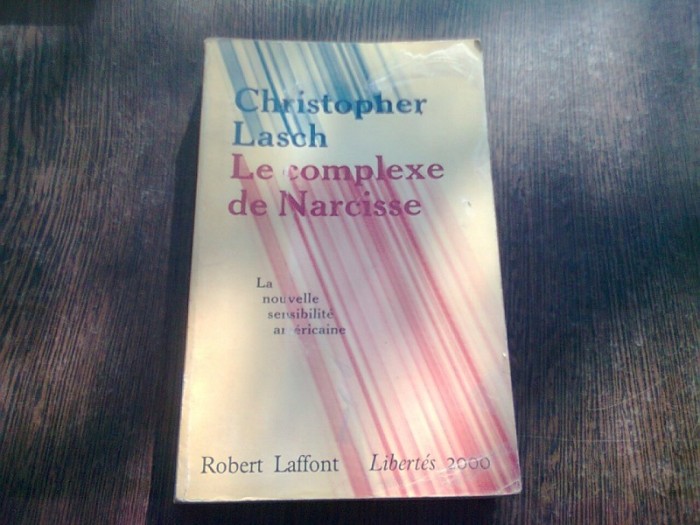 Christopher
Lasch
Le complexe
de Narcisse
La
nouvelle
sensibilité
américaine
Robert Laffont Libertés 2000